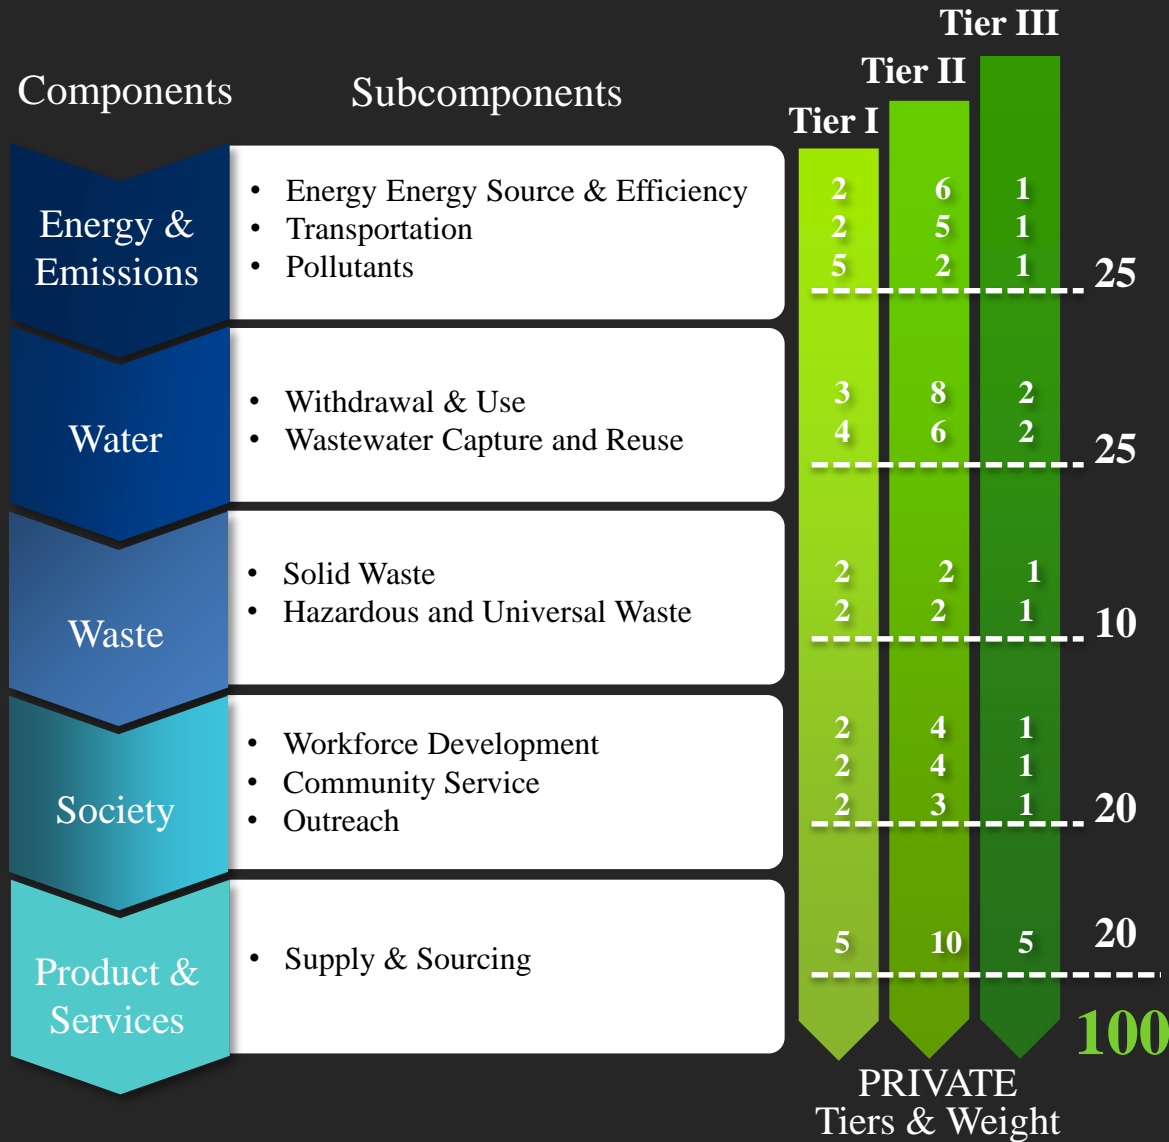 Tier III
Tier II
Tier I
Components
Subcomponents
Energy &
Emissions
• Energy Energy Source & Efficiency 2 6 1
• Transportation 2 5 1
• Pollutants 5 2 1
25
Water
• Withdrawal & Use 3 8 2
• Wastewater Capture and Reuse 4 6 2
25
Waste
• Solid Waste 2 2 1
• Hazardous and Universal Waste 2 2 1
10
Society
• Workforce Development 2 4 1
• Community Service 2 4 1
• Outreach 2 3 1
20
Product &
Services
• Supply & Sourcing 5 10 5
20
100
PRIVATE
Tiers & Weight